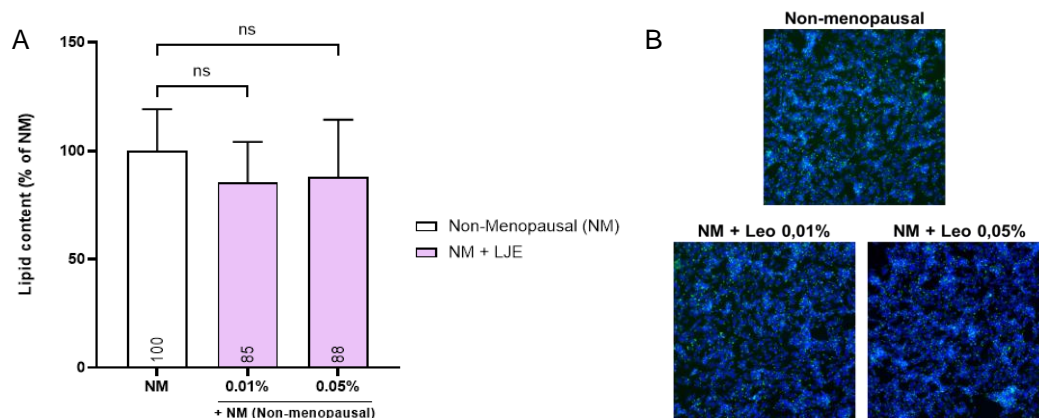 A
150
100
50
0
Lipid content (% of NM)
ns
ns
100
85
88
NM
0.01%
0.05%
+ NM (Non-menopausal)
Non-Menopausal (NM)
NM + LJE
B
Non-menopausal
NM + Leo 0,01%
NM + Leo 0,05%